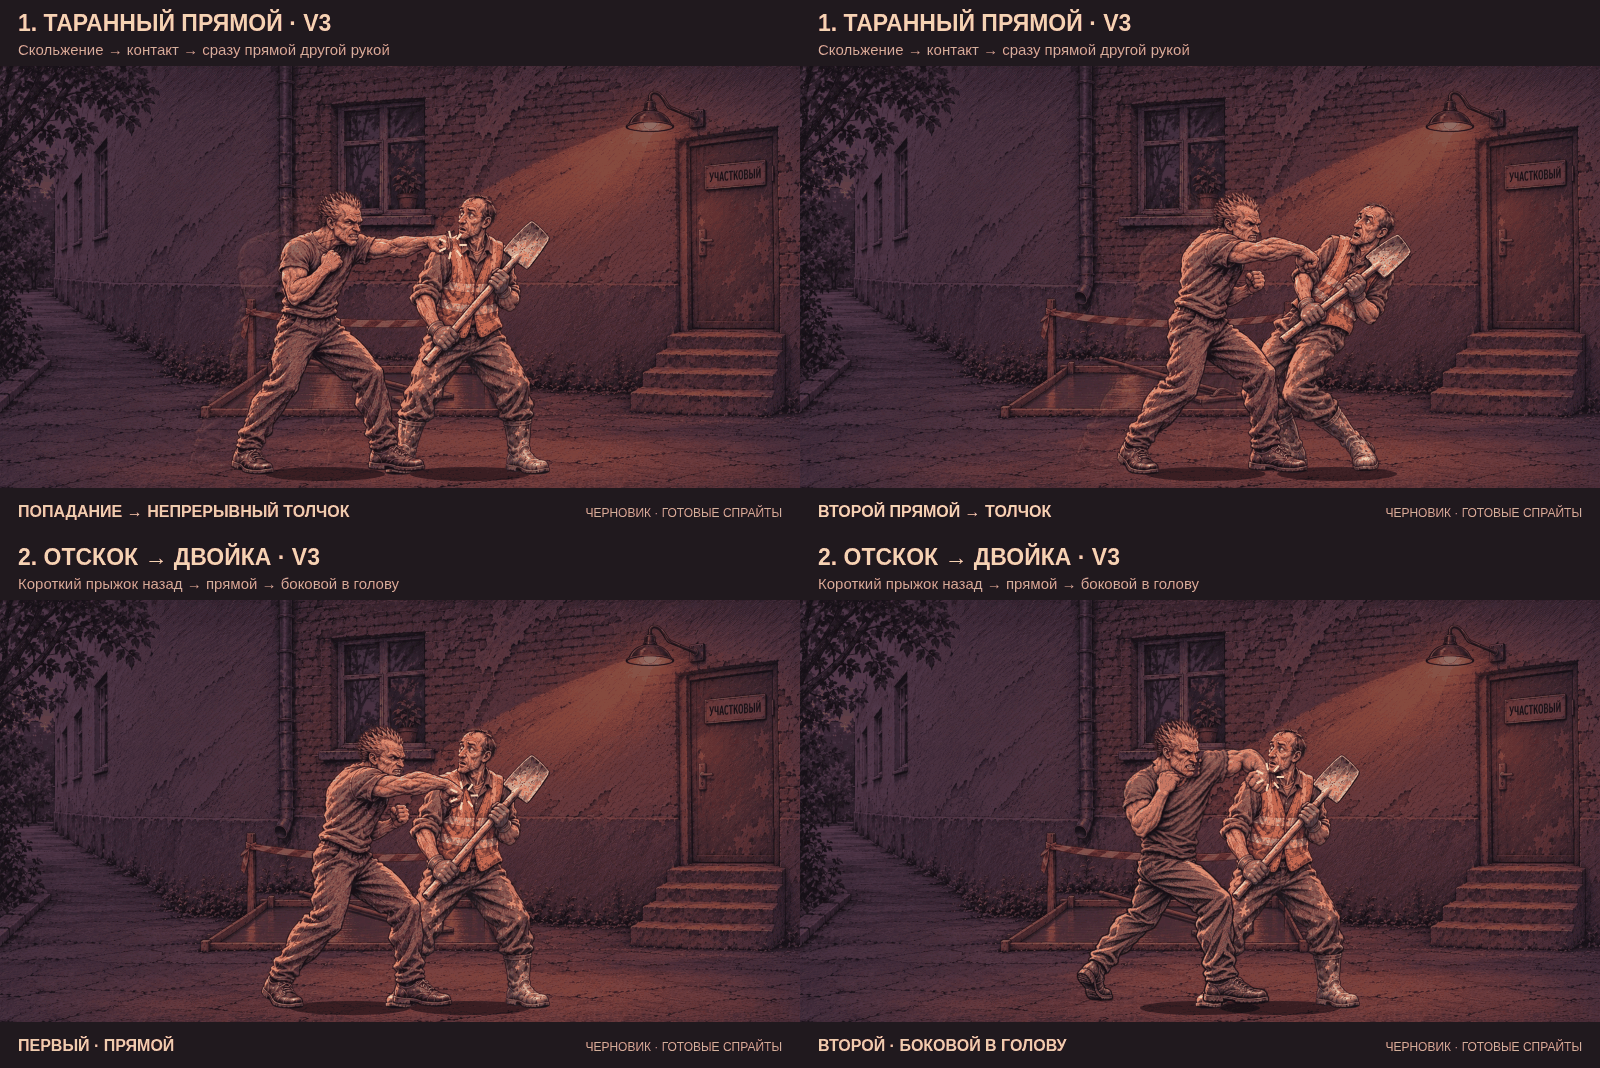 1. ТАРАННЫЙ ПРЯМОЙ · V3
Скольжение → контакт → сразу прямой другой рукой
УЧАСТКОВЫЙ
ПОПАДАНИЕ → НЕПРЕРЫВНЫЙ ТОЛЧОК
ЧЕРНОВИК · ГОТОВЫЕ СПРАЙТЫ
1. ТАРАННЫЙ ПРЯМОЙ · V3
Скольжение → контакт → сразу прямой другой рукой
УЧАСТКОВЫЙ
ВТОРОЙ ПРЯМОЙ → ТОЛЧОК
ЧЕРНОВИК · ГОТОВЫЕ СПРАЙТЫ
2. ОТСКОК → ДВОЙКА · V3
Короткий прыжок назад → прямой → боковой в голову
УЧАСТКОВЫЙ
ПЕРВЫЙ · ПРЯМОЙ
ЧЕРНОВИК · ГОТОВЫЕ СПРАЙТЫ
2. ОТСКОК → ДВОЙКА · V3
Короткий прыжок назад → прямой → боковой в голову
УЧАСТКОВЫЙ
ВТОРОЙ · БОКОВОЙ В ГОЛОВУ
ЧЕРНОВИК · ГОТОВЫЕ СПРАЙТЫ